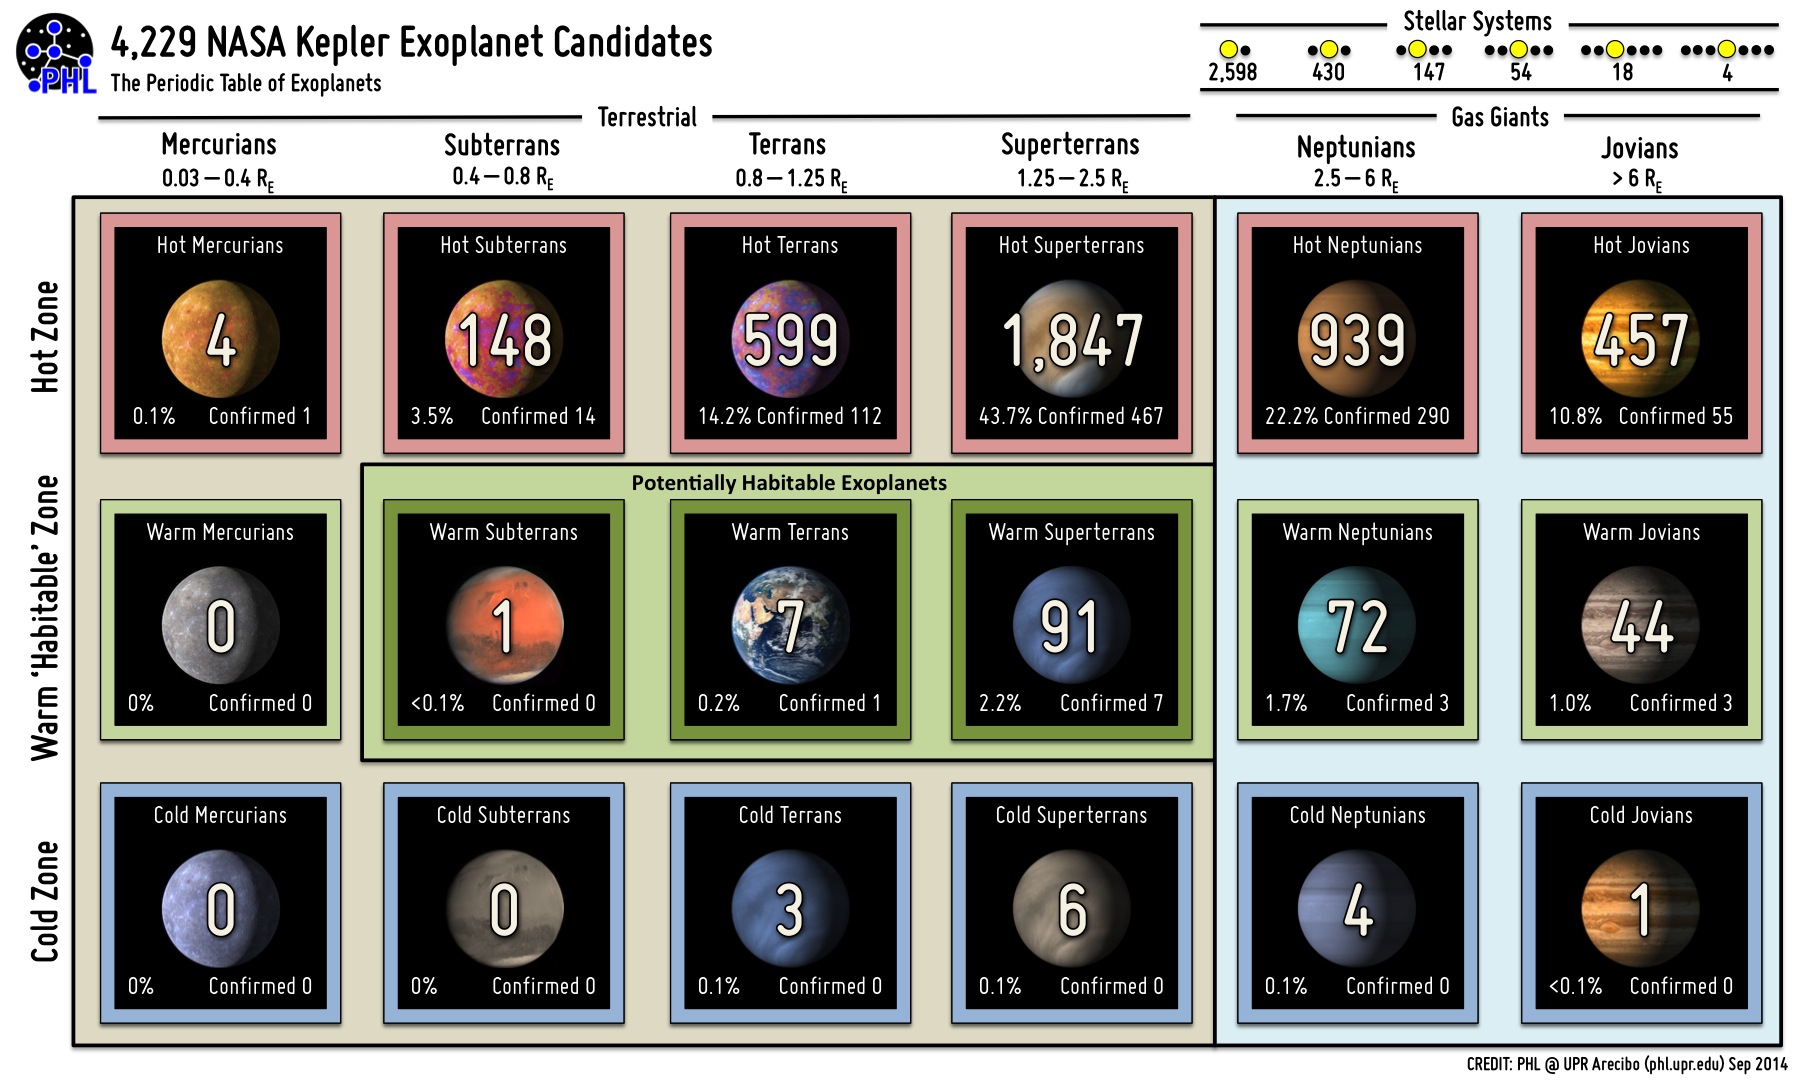 PHL
4,229 NASA Kepler Exoplanet Candidates
The Periodic Table of Exoplanets
Stellar Systems
2,598 430 147 54 18 4
Terrestrial Gas Giants
Mercurians Subterrans Terrans Superterrans Neptunians Jovians
0.03 – 0.4 RE 0.4 – 0.8 RE 0.8 – 1.25 RE 1.25 – 2.5 RE 2.5 – 6 RE > 6 RE
Hot Zone
Hot Mercurians Hot Subterrans Hot Terrans Hot Superterrans Hot Neptunians Hot Jovians
4 148 599 1,847 939 457
0.1% Confirmed 1 3.5% Confirmed 14 14.2% Confirmed 112 43.7% Confirmed 467 22.2% Confirmed 290 10.8% Confirmed 55
Potentially Habitable Exoplanets
Warm ‘Habitable’ Zone
Warm Mercurians Warm Subterrans Warm Terrans Warm Superterrans Warm Neptunians Warm Jovians
0 1 7 91 72 44
0% Confirmed 0 <0.1% Confirmed 0 0.2% Confirmed 1 2.2% Confirmed 7 1.7% Confirmed 3 1.0% Confirmed 3
Cold Zone
Cold Mercurians Cold Subterrans Cold Terrans Cold Superterrans Cold Neptunians Cold Jovians
0 0 3 6 4 1
0% Confirmed 0 0% Confirmed 0 0.1% Confirmed 0 0.1% Confirmed 0 0.1% Confirmed 0 <0.1% Confirmed 0
CREDIT: PHL @ UPR Arecibo (phl.upr.edu) Sep 2014